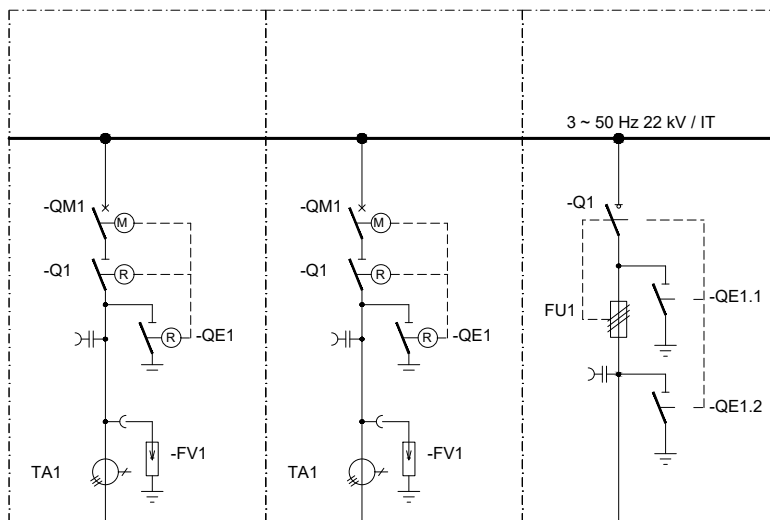 3 ~ 50 Hz 22 kV / IT
-QM1
M
-Q1
R
R
-QE1
-FV1
TA1
-QM1
M
-Q1
R
R
-QE1
-FV1
TA1
-Q1
FU1
-QE1.1
-QE1.2